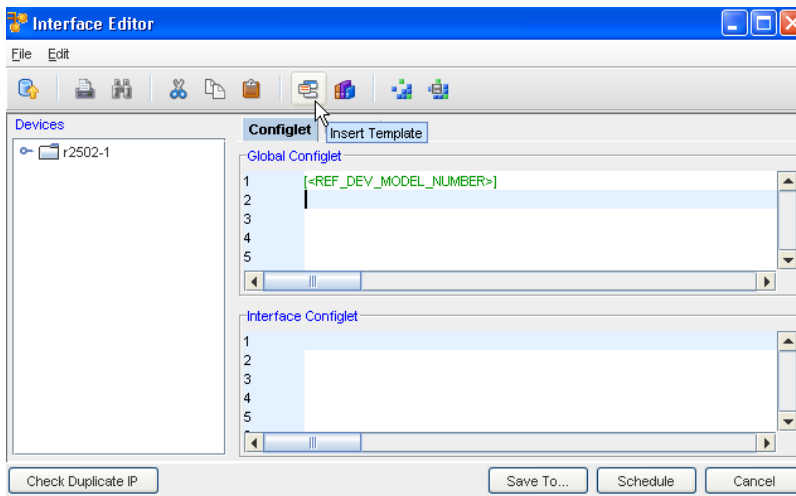 Interface Editor
File Edit
Devices
Configlet
Insert Template
r2502-1
Global Configlet
1 [<REF_DEV_MODEL_NUMBER>]
2
3
4
5
Interface Configlet
1
2
3
4
5
Check Duplicate IP Save To... Schedule Cancel